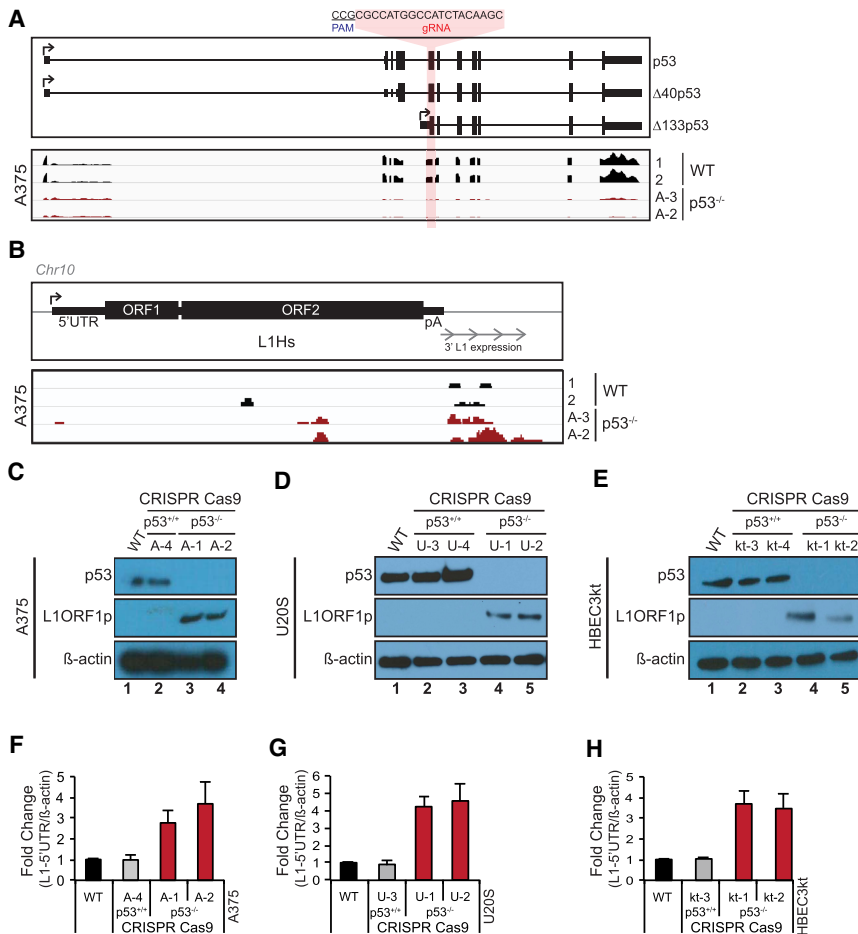 A
CCGCGCCATGGCCATCTACAAGC
PAM gRNA
p53
Δ40p53
Δ133p53
A375
1
2
WT
A-3
A-2
p53-/-
B
Chr10
ORF1 ORF2
5'UTR pA
L1Hs
3' L1 expression
A375
1
2
WT
A-3
A-2
p53-/-
C
CRISPR Cas9
p53+/+ p53-/-
WT A-4 A-1 A-2
p53
L1ORF1p
ß-actin
A375
1 2 3 4
D
CRISPR Cas9
p53+/+ p53-/-
WT U-3 U-4 U-1 U-2
p53
L1ORF1p
ß-actin
U20S
1 2 3 4 5
E
CRISPR Cas9
p53+/+ p53-/-
WT kt-3 kt-4 kt-1 kt-2
p53
L1ORF1p
ß-actin
HBEC3kt
1 2 3 4 5
F
Fold Change
(L1-5'UTR/ß-actin)
5
4
3
2
1
0
WT A-4 A-1 A-2
p53+/+ p53-/-
CRISPR Cas9
A375
G
Fold Change
(L1-5'UTR/ß-actin)
6
5
4
3
2
1
0
WT U-3 U-1 U-2
p53+/+ p53-/-
CRISPR Cas9
U20S
H
Fold Change
(L1-5'UTR/ß-actin)
5
4
3
2
1
0
WT kt-3 kt-1 kt-2
p53+/+ p53-/-
CRISPR Cas9
HBEC3kt